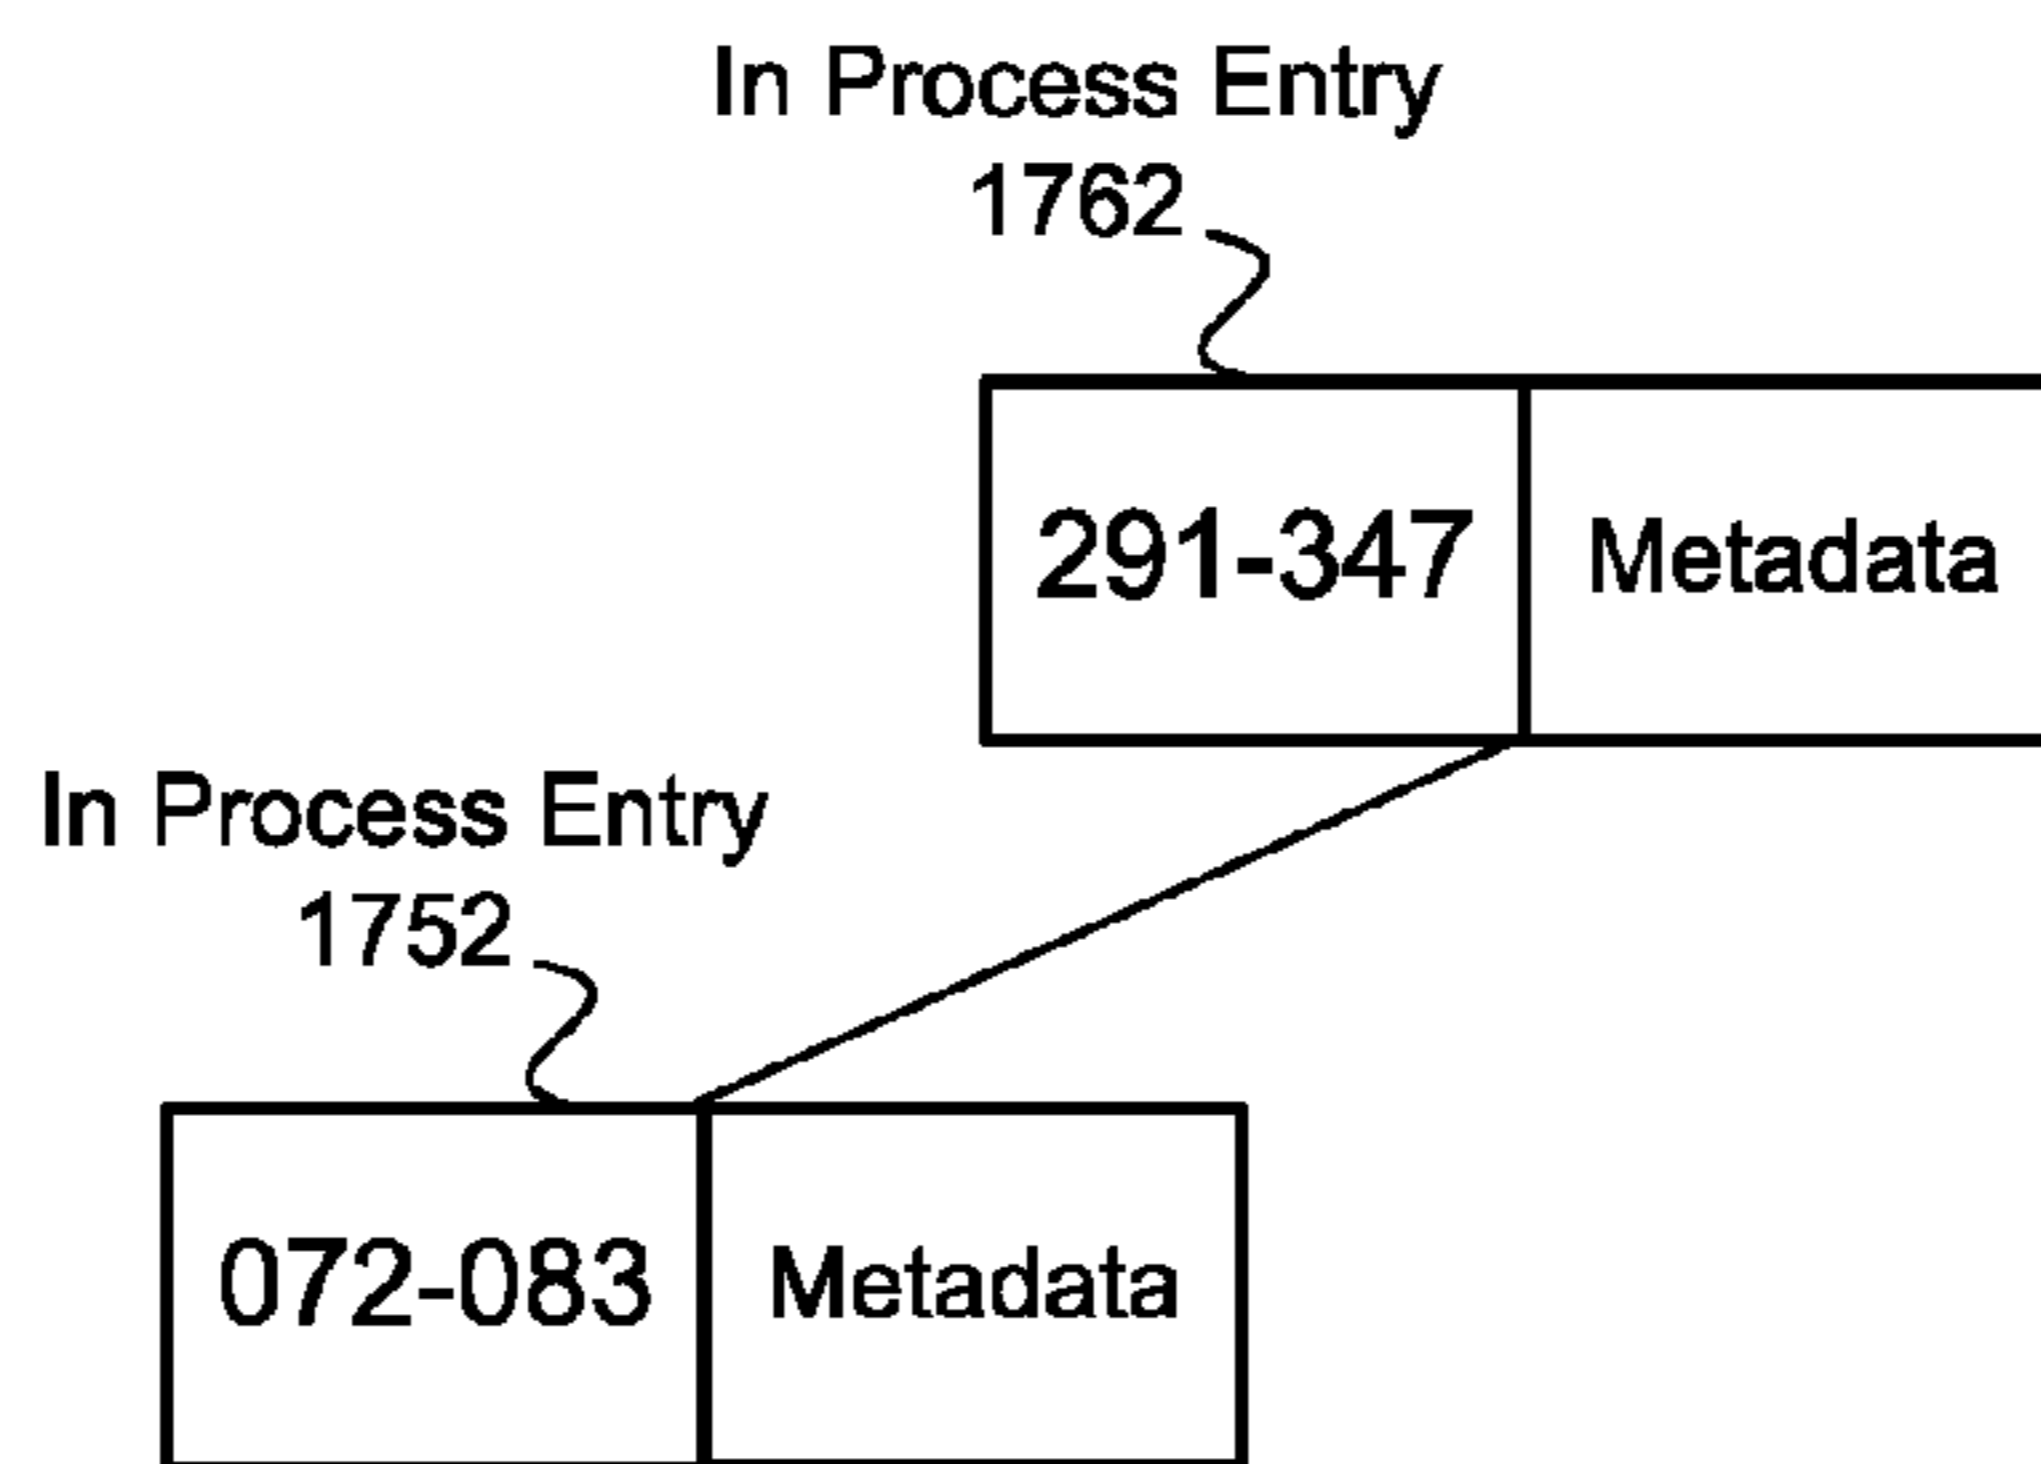 In Process Entry
1762
291-347 Metadata
In Process Entry
1752
072-083 Metadata